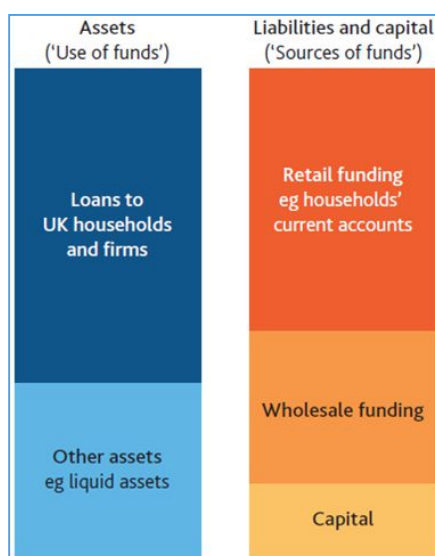 Assets
('Use of funds')
Liabilities and capital
('Sources of funds')
Loans to
UK households
and firms
Other assets
eg liquid assets
Retail funding
eg households'
current accounts
Wholesale funding
Capital